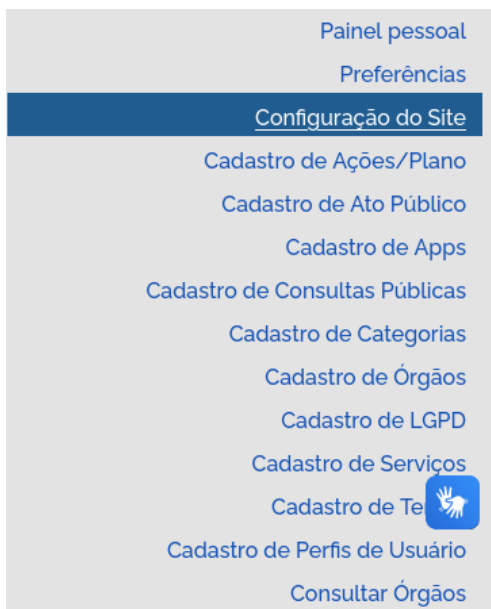 Painel pessoal
Preferências
Configuração do Site
Cadastro de Ações/Plano
Cadastro de Ato Público
Cadastro de Apps
Cadastro de Consultas Públicas
Cadastro de Categorias
Cadastro de Órgãos
Cadastro de LGPD
Cadastro de Serviços
Cadastro de
Cadastro de Perfis de Usuário
Consultar Órgãos